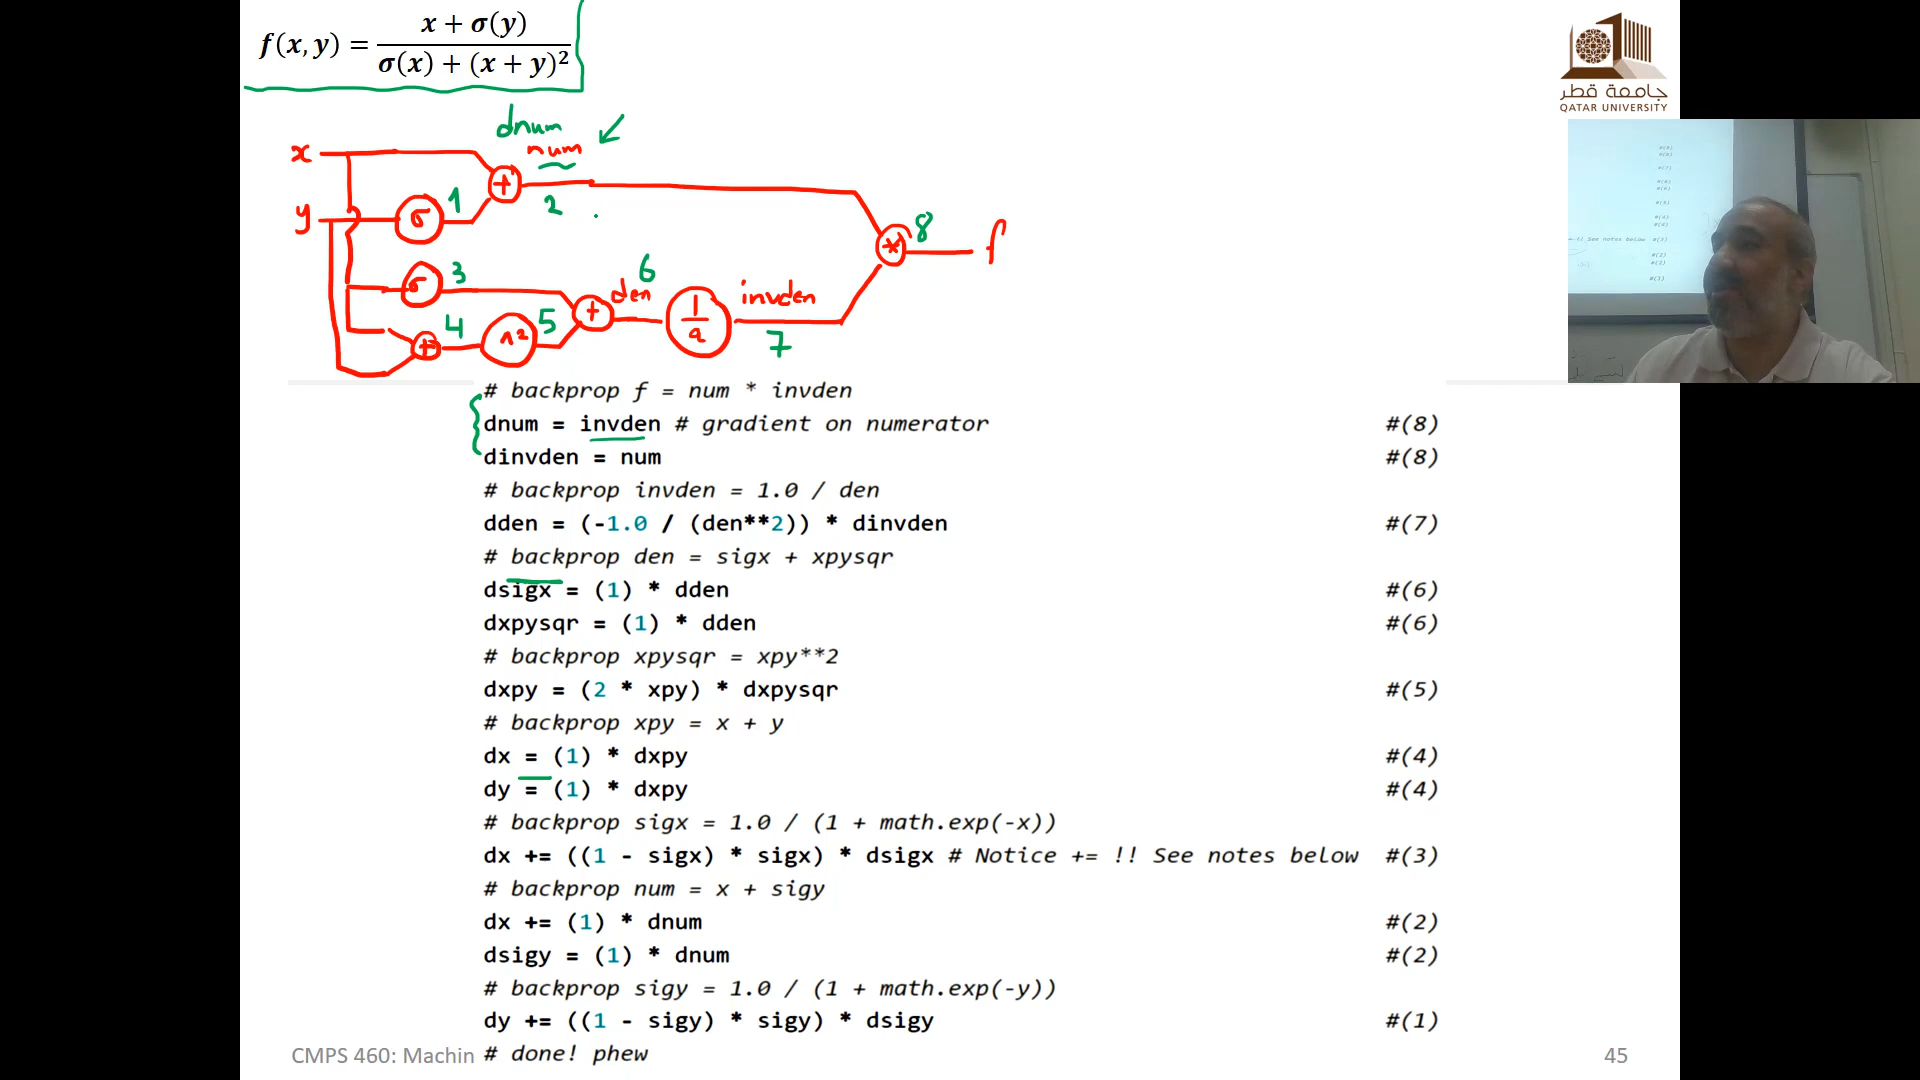 f(x, y) = x + σ(y) / σ(x) + (x + y)²
جامعة قطر
QATAR UNIVERSITY
dnum
x num
+
y σ 1 2
8
* f
σ 3 6
den invden
+ 1/a
4 5 7
+ ^2
# backprop f = num * invden
dnum = invden # gradient on numerator #(8)
dinvden = num #(8)
# backprop invden = 1.0 / den
dden = (-1.0 / (den**2)) * dinvden #(7)
# backprop den = sigx + xpysqr
dsigx = (1) * dden #(6)
dxpysqr = (1) * dden #(6)
# backprop xpysqr = xpy**2
dxpy = (2 * xpy) * dxpysqr #(5)
# backprop xpy = x + y
dx = (1) * dxpy #(4)
dy = (1) * dxpy #(4)
# backprop sigx = 1.0 / (1 + math.exp(-x))
dx += ((1 - sigx) * sigx) * dsigx # Notice += !! See notes below #(3)
# backprop num = x + sigy
dx += (1) * dnum #(2)
dsigy = (1) * dnum #(2)
# backprop sigy = 1.0 / (1 + math.exp(-y))
dy += ((1 - sigy) * sigy) * dsigy #(1)
# done! phew
CMPS 460: Machin
45